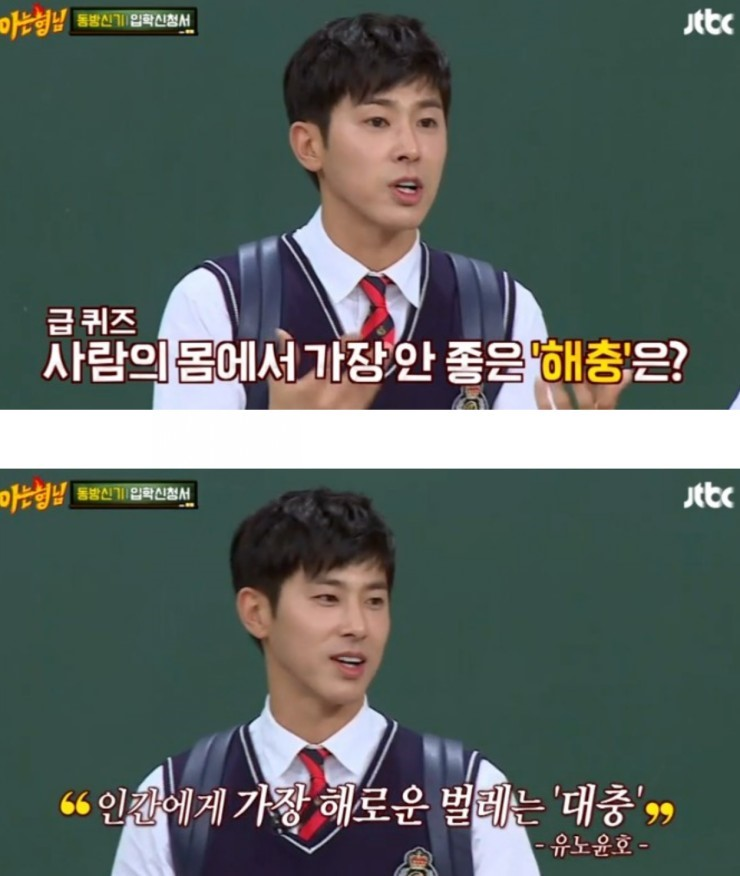 아는형님 동방신기 입학신청서 JTBC
급 퀴즈
사람의 몸에서 가장 안 좋은 '해충'은?
아는형님 동방신기 입학신청서 JTBC
“인간에게 가장 해로운 벌레는 '대충'”
- 유노윤호 -